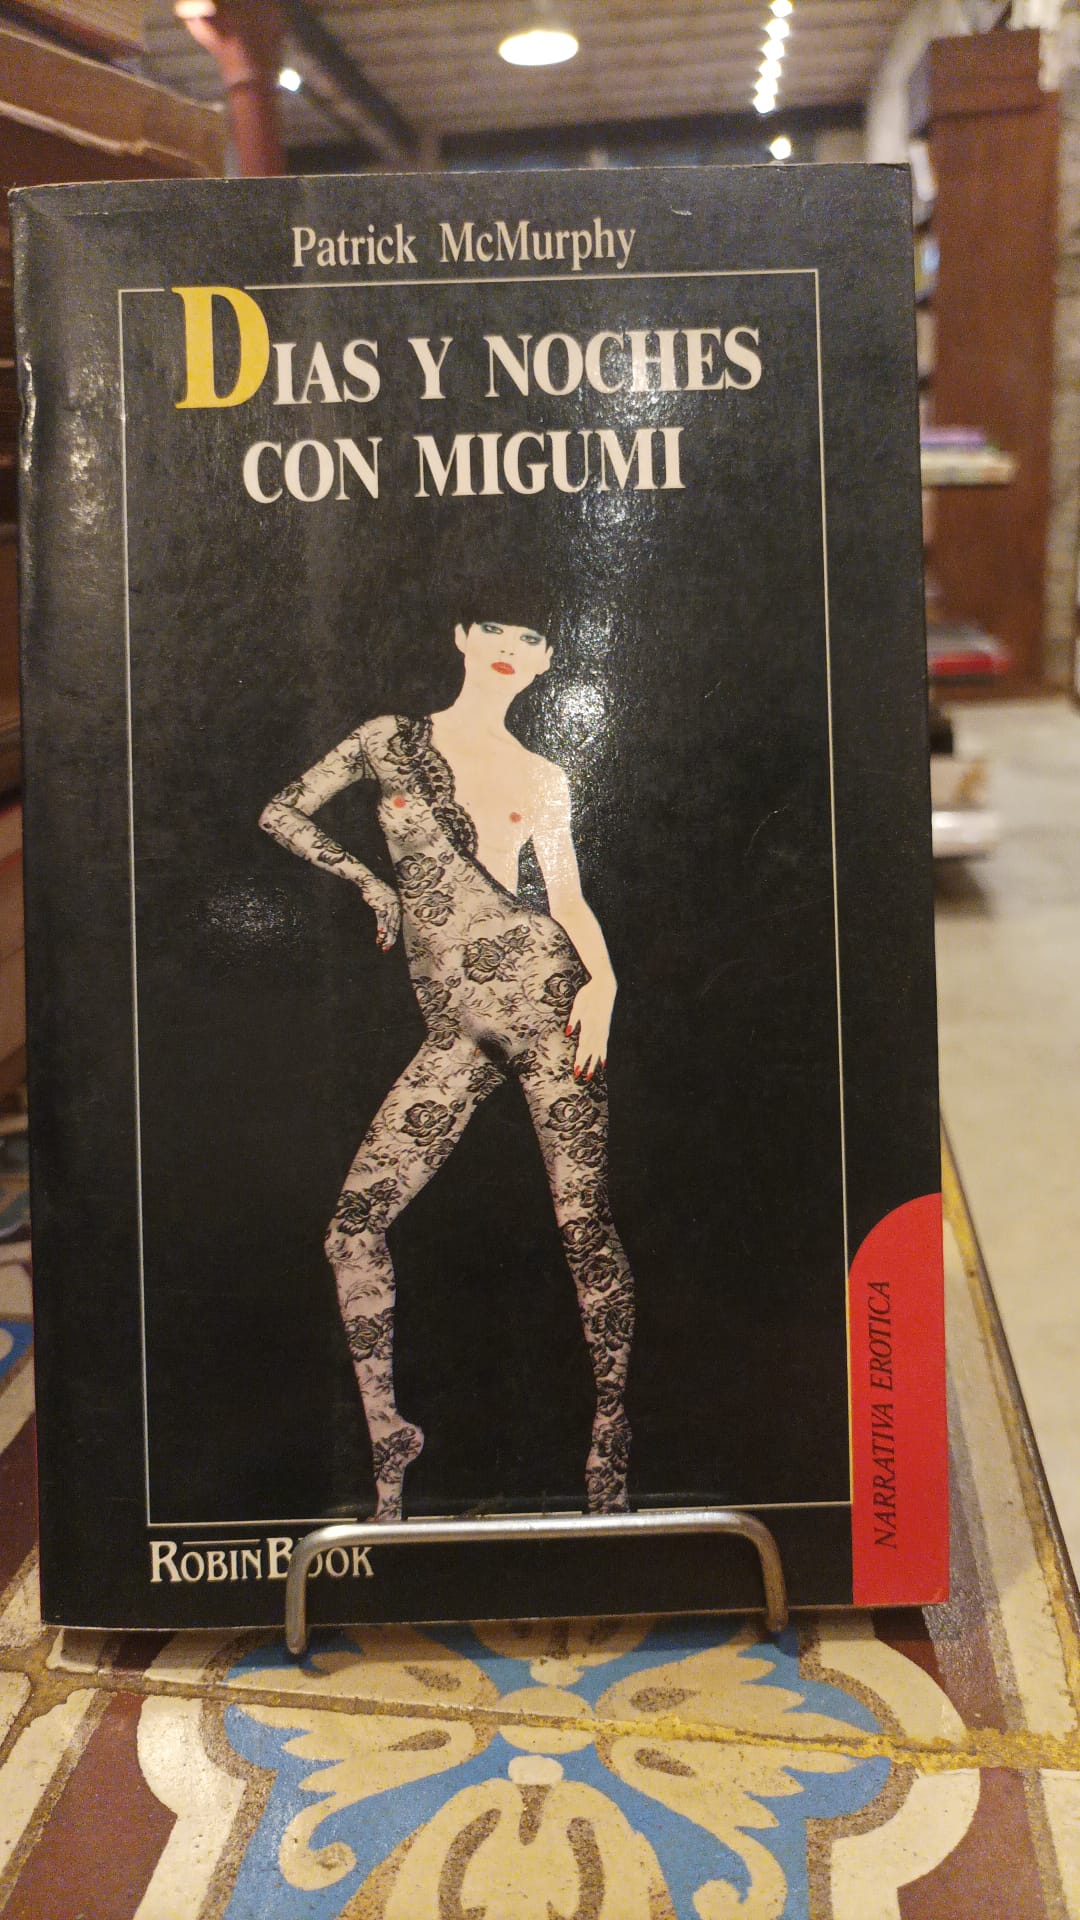 Patrick McMurphy
DIAS Y NOCHES
CON MIGUMI
NARRATIVA EROTICA
ROBINBOOK